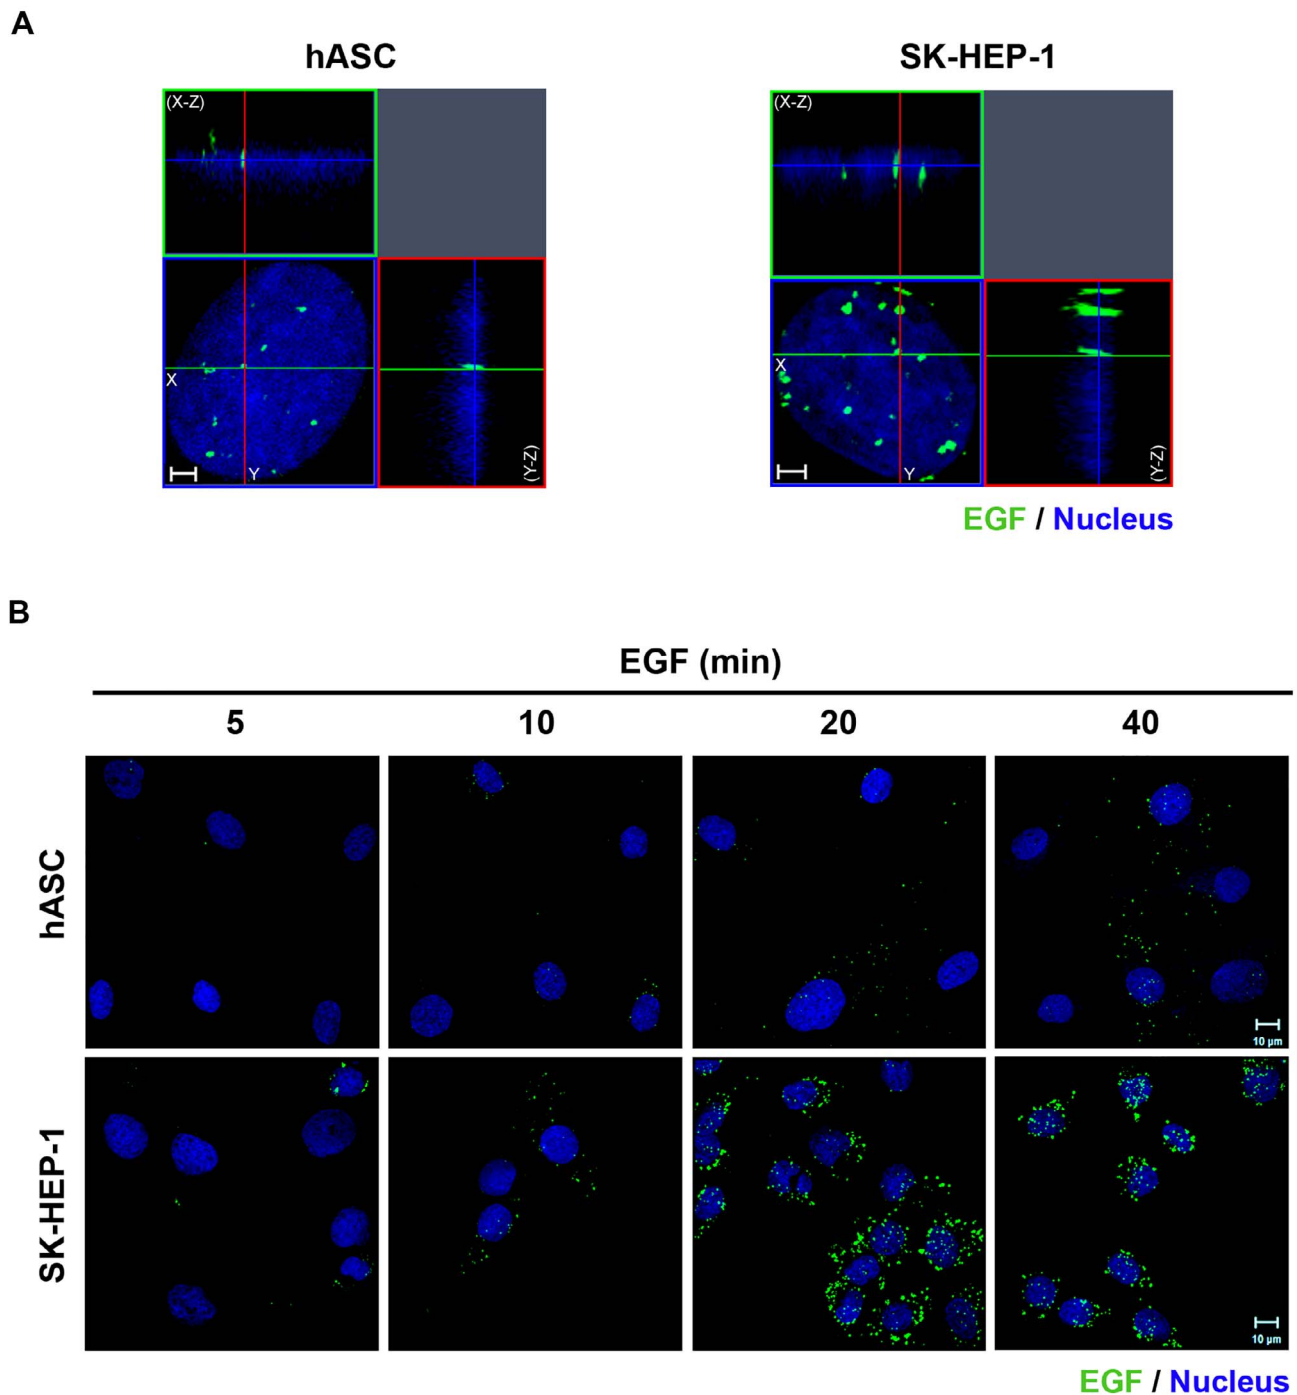 A
hASC
SK-HEP-1
(X-Z)
X
Y
(Y-Z)
(X-Z)
X
Y
(Y-Z)
EGF / Nucleus
B
EGF (min)
5 10 20 40
hASC
10 µm
SK-HEP-1
10 µm
EGF / Nucleus